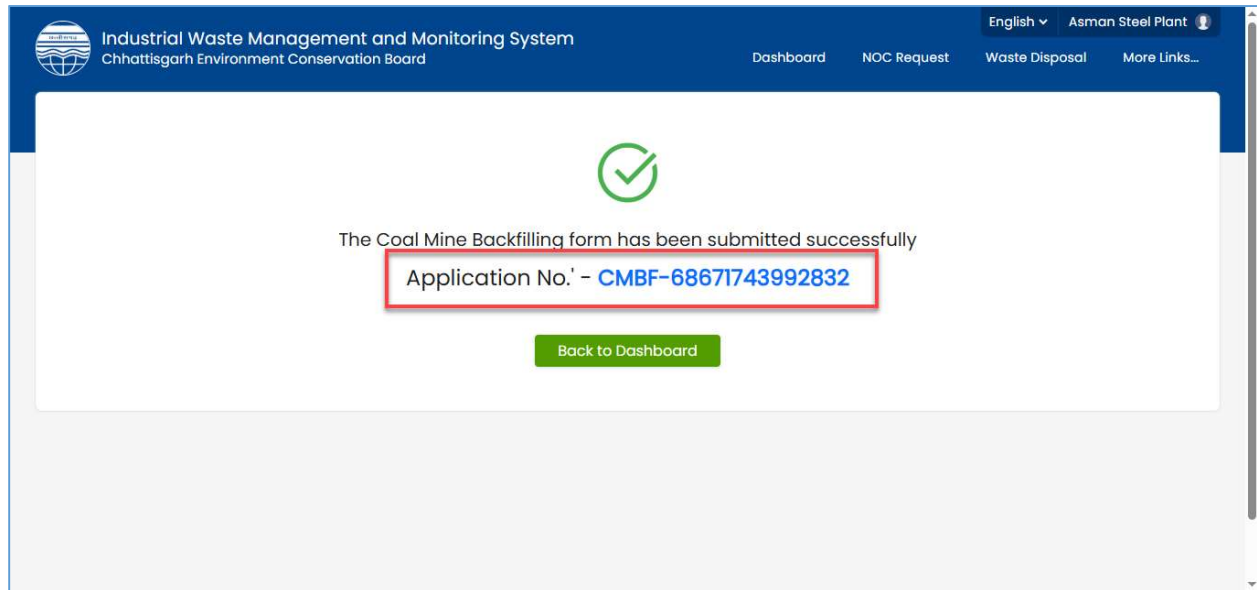 English Asman Steel Plant
Industrial Waste Management and Monitoring System
Chhattisgarh Environment Conservation Board
Dashboard NOC Request Waste Disposal More Links...
The Coal Mine Backfilling form has been submitted successfully
Application No.' - CMBF-68671743992832
Back to Dashboard